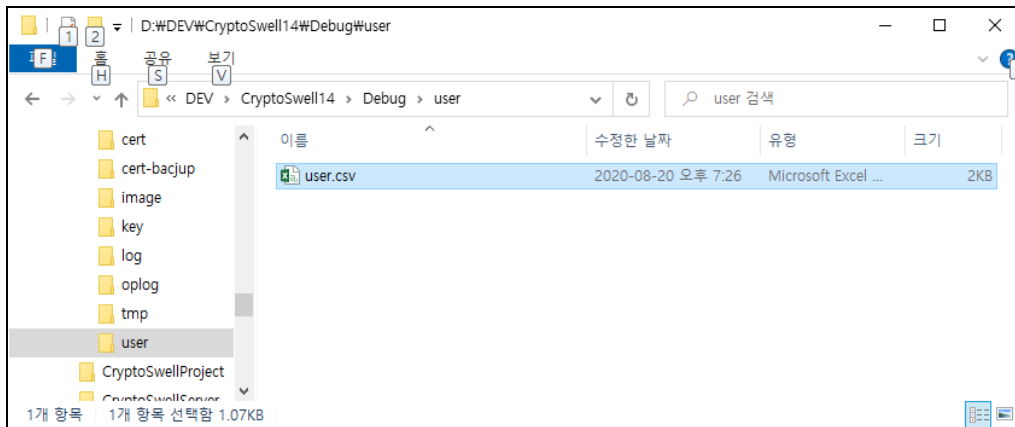 D:₩DEV₩CryptoSwell14₩Debug₩user
1 2
파일 홈 공유 보기
F H S V
« DEV > CryptoSwell14 > Debug > user
user 검색
이름 수정한 날짜 유형 크기
user.csv 2020-08-20 오후 7:26 Microsoft Excel ... 2KB
cert
cert-bacjup
image
key
log
oplog
tmp
user
CryptoSwellProject
CryptoSwellServer
1개 항목 1개 항목 선택함 1.07KB